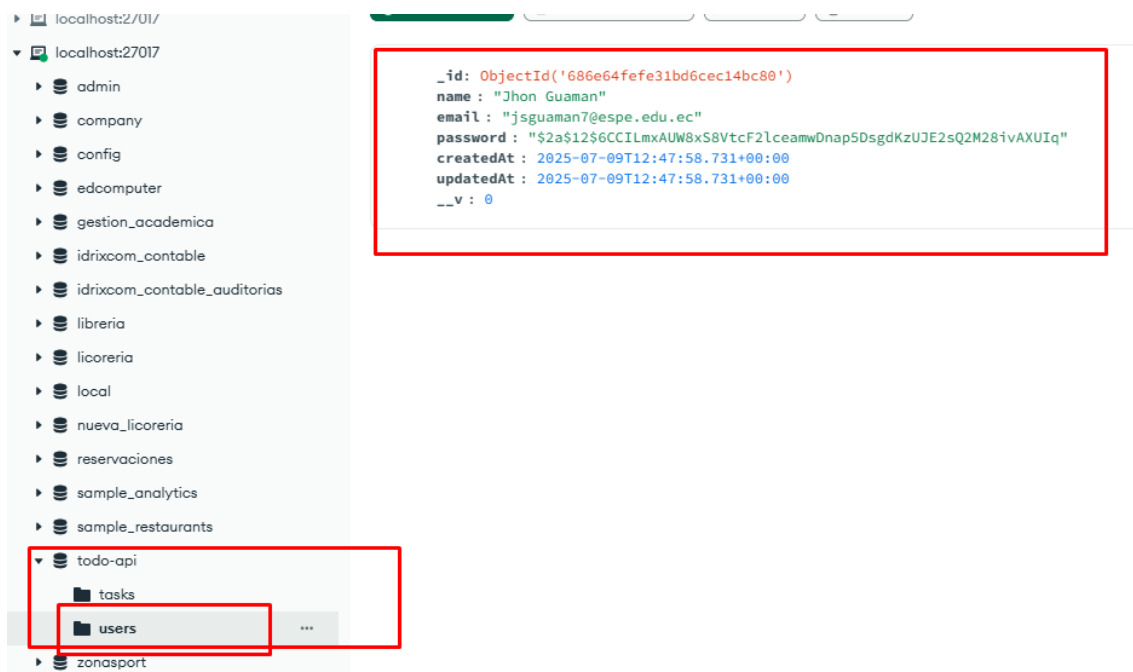 localhost:27017
localhost:27017
admin
company
config
edcomputer
gestion_academica
idrixcom_contable
idrixcom_contable_auditorias
libreria
licoreria
local
nueva_licoreria
reservaciones
sample_analytics
sample_restaurants
todo-api
tasks
users
zonasport
_id: ObjectId('686e64fefe31bd6cec14bc80')
name : "Jhon Guaman"
email : "jsguaman7@espe.edu.ec"
password : "$2a$12$6CCILmxAUW8xS8VtcF2lceamwDnap5DsgdKzUJE2sQ2M28ivAXUIq"
createdAt : 2025-07-09T12:47:58.731+00:00
updatedAt : 2025-07-09T12:47:58.731+00:00
__v : 0